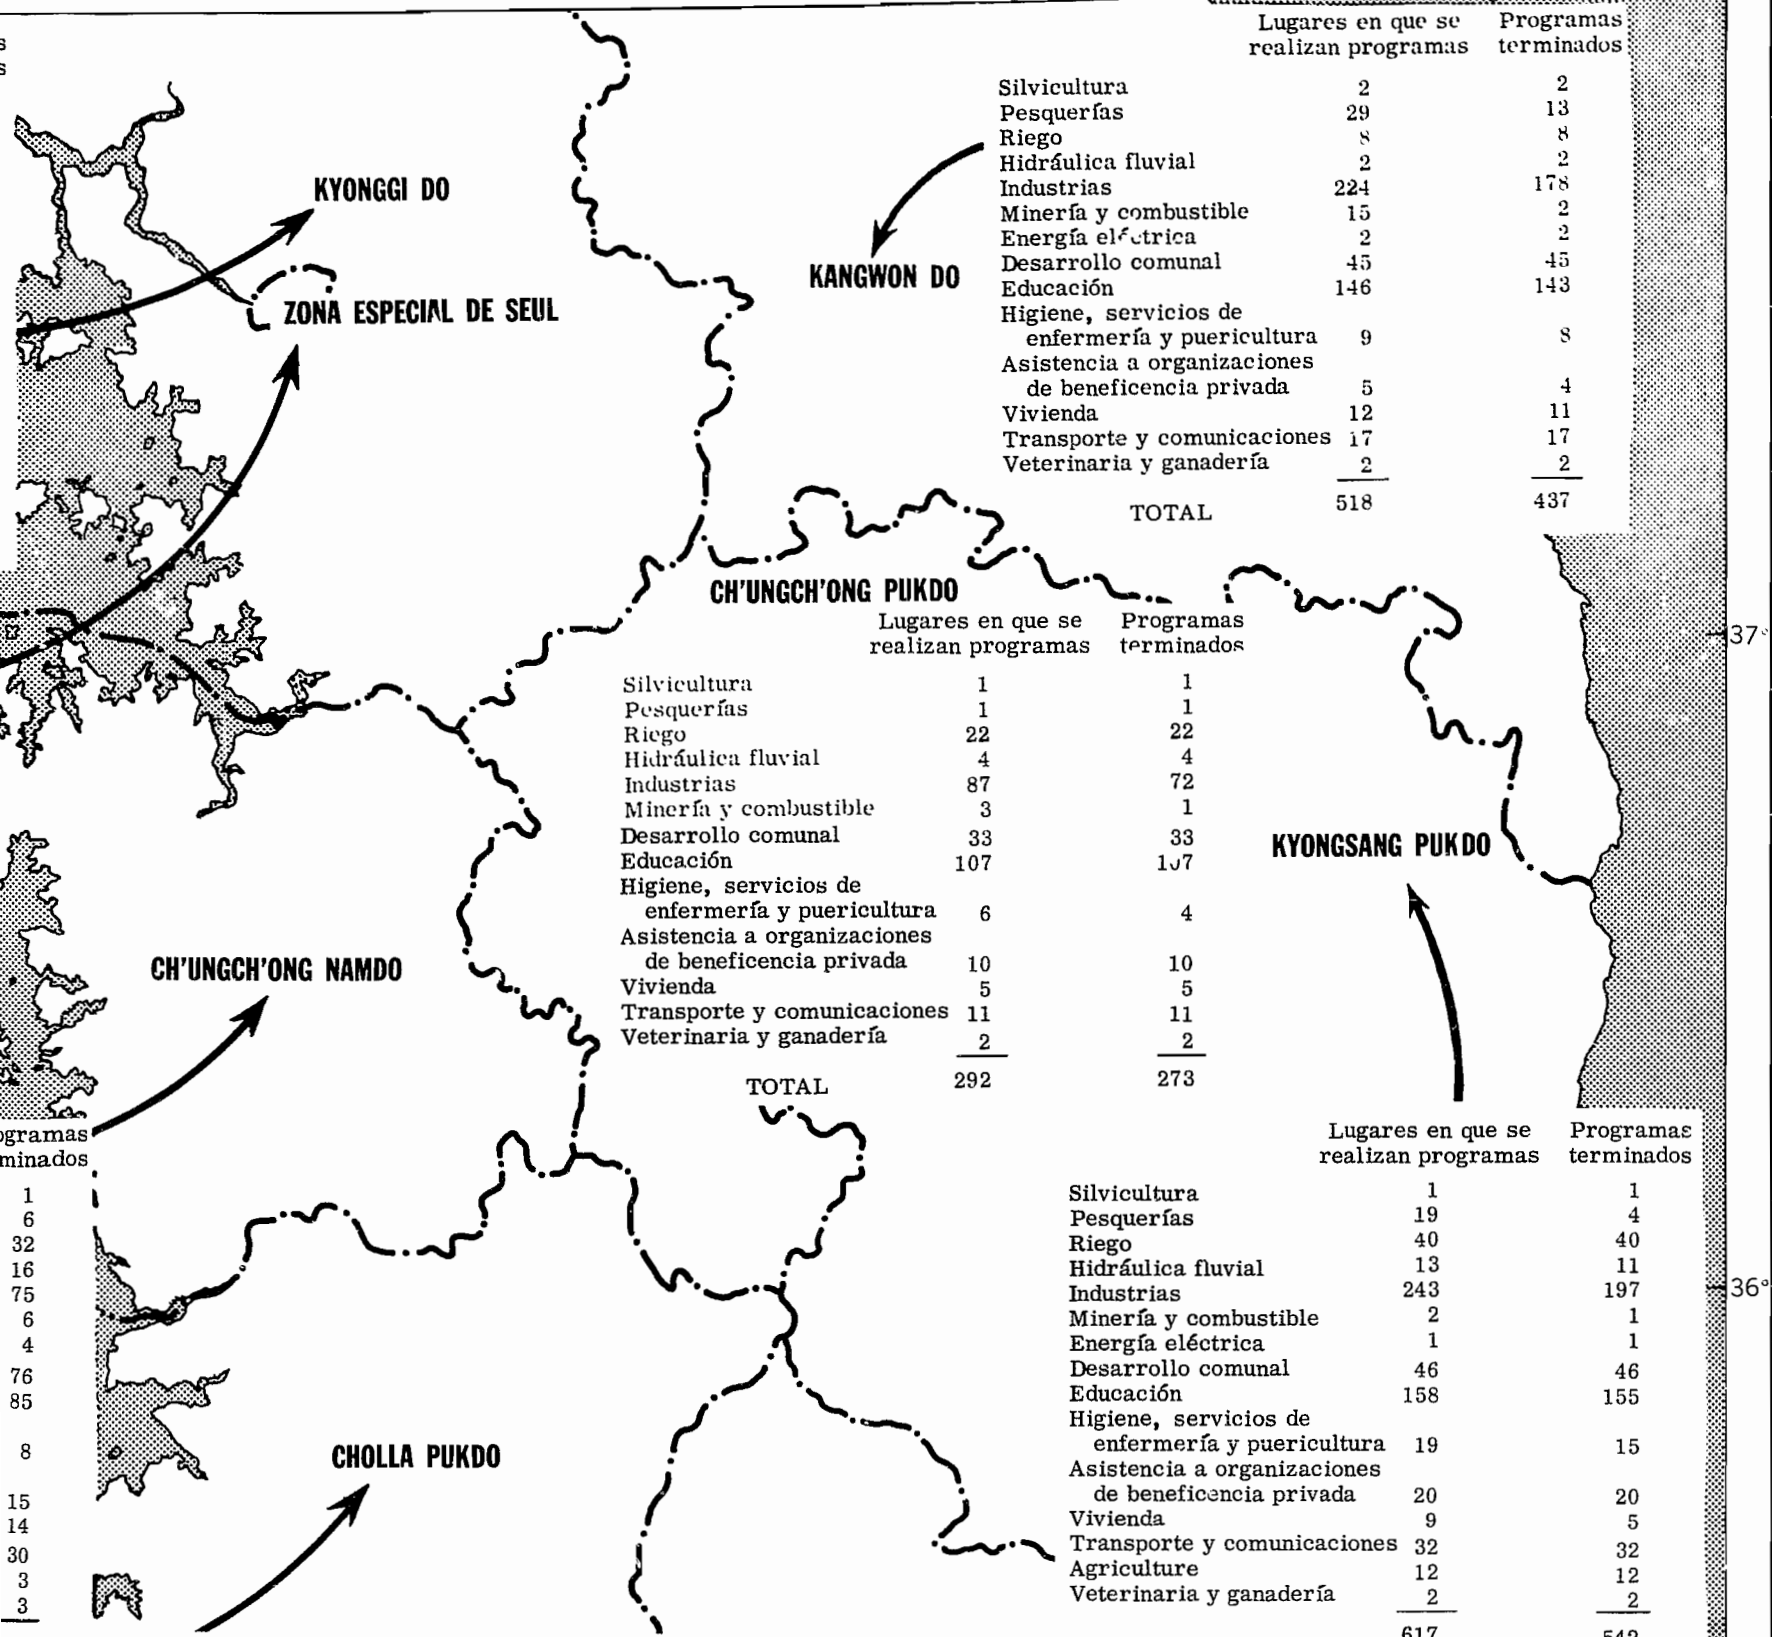 Lugares en que se Programas
realizan programas terminados
Silvicultura 2 2
Pesquerías 29 13
Riego 8 8
Hidráulica fluvial 2 2
Industrias 224 178
Minería y combustible 15 2
Energía eléctrica 2 2
Desarrollo comunal 45 45
Educación 146 143
Higiene, servicios de
enfermería y puericultura 9 8
Asistencia a organizaciones
de beneficencia privada 5 4
Vivienda 12 11
Transporte y comunicaciones 17 17
Veterinaria y ganadería 2 2
TOTAL 518 437
KYONGGI DO
KANGWON DO
ZONA ESPECIAL DE SEUL
CH'UNGCH'ONG PUKDO
Lugares en que se Programas
realizan programas terminados
Silvicultura 1 1
Pesquerías 1 1
Riego 22 22
Hidráulica fluvial 4 4
Industrias 87 72
Minería y combustible 3 1
Desarrollo comunal 33 33
Educación 107 107
Higiene, servicios de
enfermería y puericultura 6 4
Asistencia a organizaciones
de beneficencia privada 10 10
Vivienda 5 5
Transporte y comunicaciones 11 11
Veterinaria y ganadería 2 2
TOTAL 292 273
37°
KYONGSANG PUKDO
CH'UNGCH'ONG NAMDO
ogramas
minados
1
6
32
16
75
6
4
76
85
8
15
14
30
3
3
CHOLLA PUKDO
Lugares en que se Programas
realizan programas terminados
Silvicultura 1 1
Pesquerías 19 4
Riego 40 40
Hidráulica fluvial 13 11
Industrias 243 197
Minería y combustible 2 1
Energía eléctrica 1 1
Desarrollo comunal 46 46
Educación 158 155
Higiene, servicios de
enfermería y puericultura 19 15
Asistencia a organizaciones
de beneficencia privada 20 20
Vivienda 9 5
Transporte y comunicaciones 32 32
Agriculture 12 12
Veterinaria y ganadería 2 2
617
36°